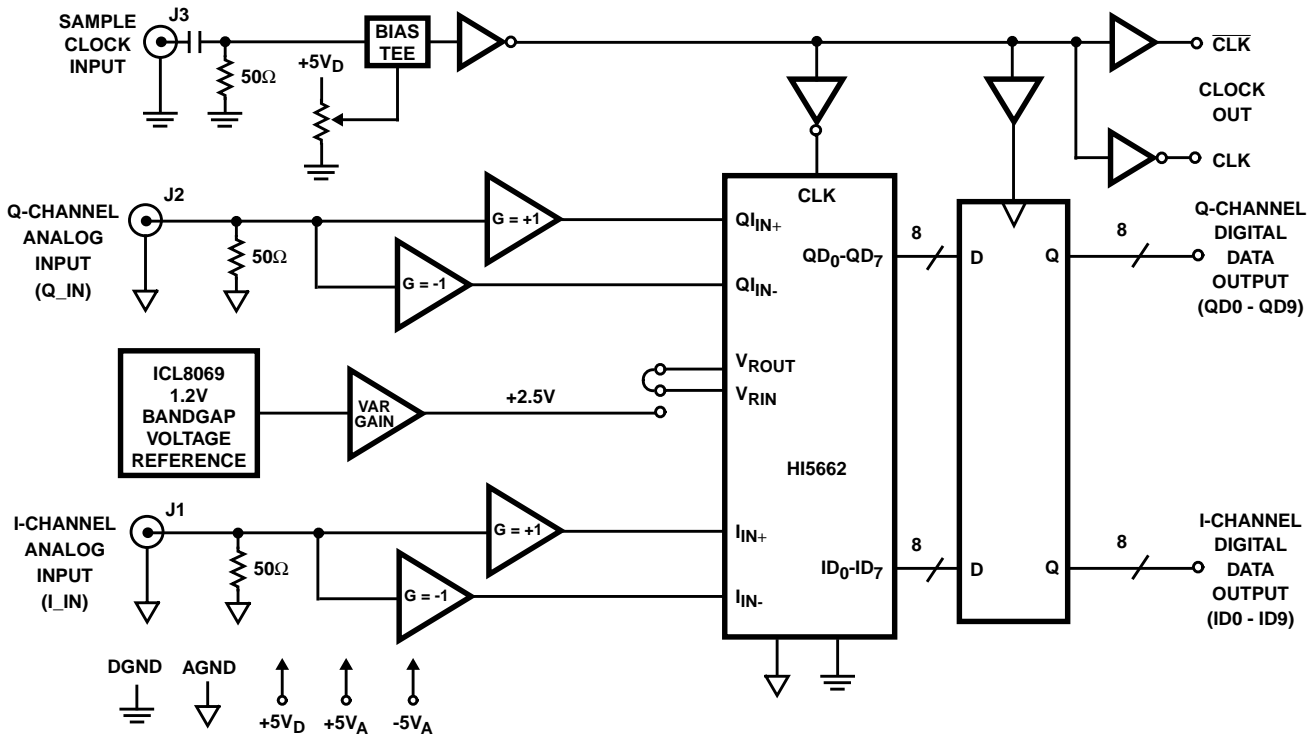 SAMPLE
CLOCK
INPUT
J3
50Ω
+5VD
BIAS
TEE
CLK
CLOCK
OUT
CLK
Q-CHANNEL
ANALOG
INPUT
(Q_IN)
J2
50Ω
G = +1
G = -1
CLK
QIIN+
QIIN-
QD0-QD7
VROUT
VRIN
HI5662
IIN+
IIN-
ID0-ID7
8
D
Q
8
Q-CHANNEL
DIGITAL
DATA
OUTPUT
(QD0 - QD9)
ICL8069
1.2V
BANDGAP
VOLTAGE
REFERENCE
VAR
GAIN
+2.5V
I-CHANNEL
ANALOG
INPUT
(I_IN)
J1
50Ω
G = +1
G = -1
8
D
Q
8
I-CHANNEL
DIGITAL
DATA
OUTPUT
(ID0 - ID9)
DGND
AGND
+5VD
+5VA
-5VA